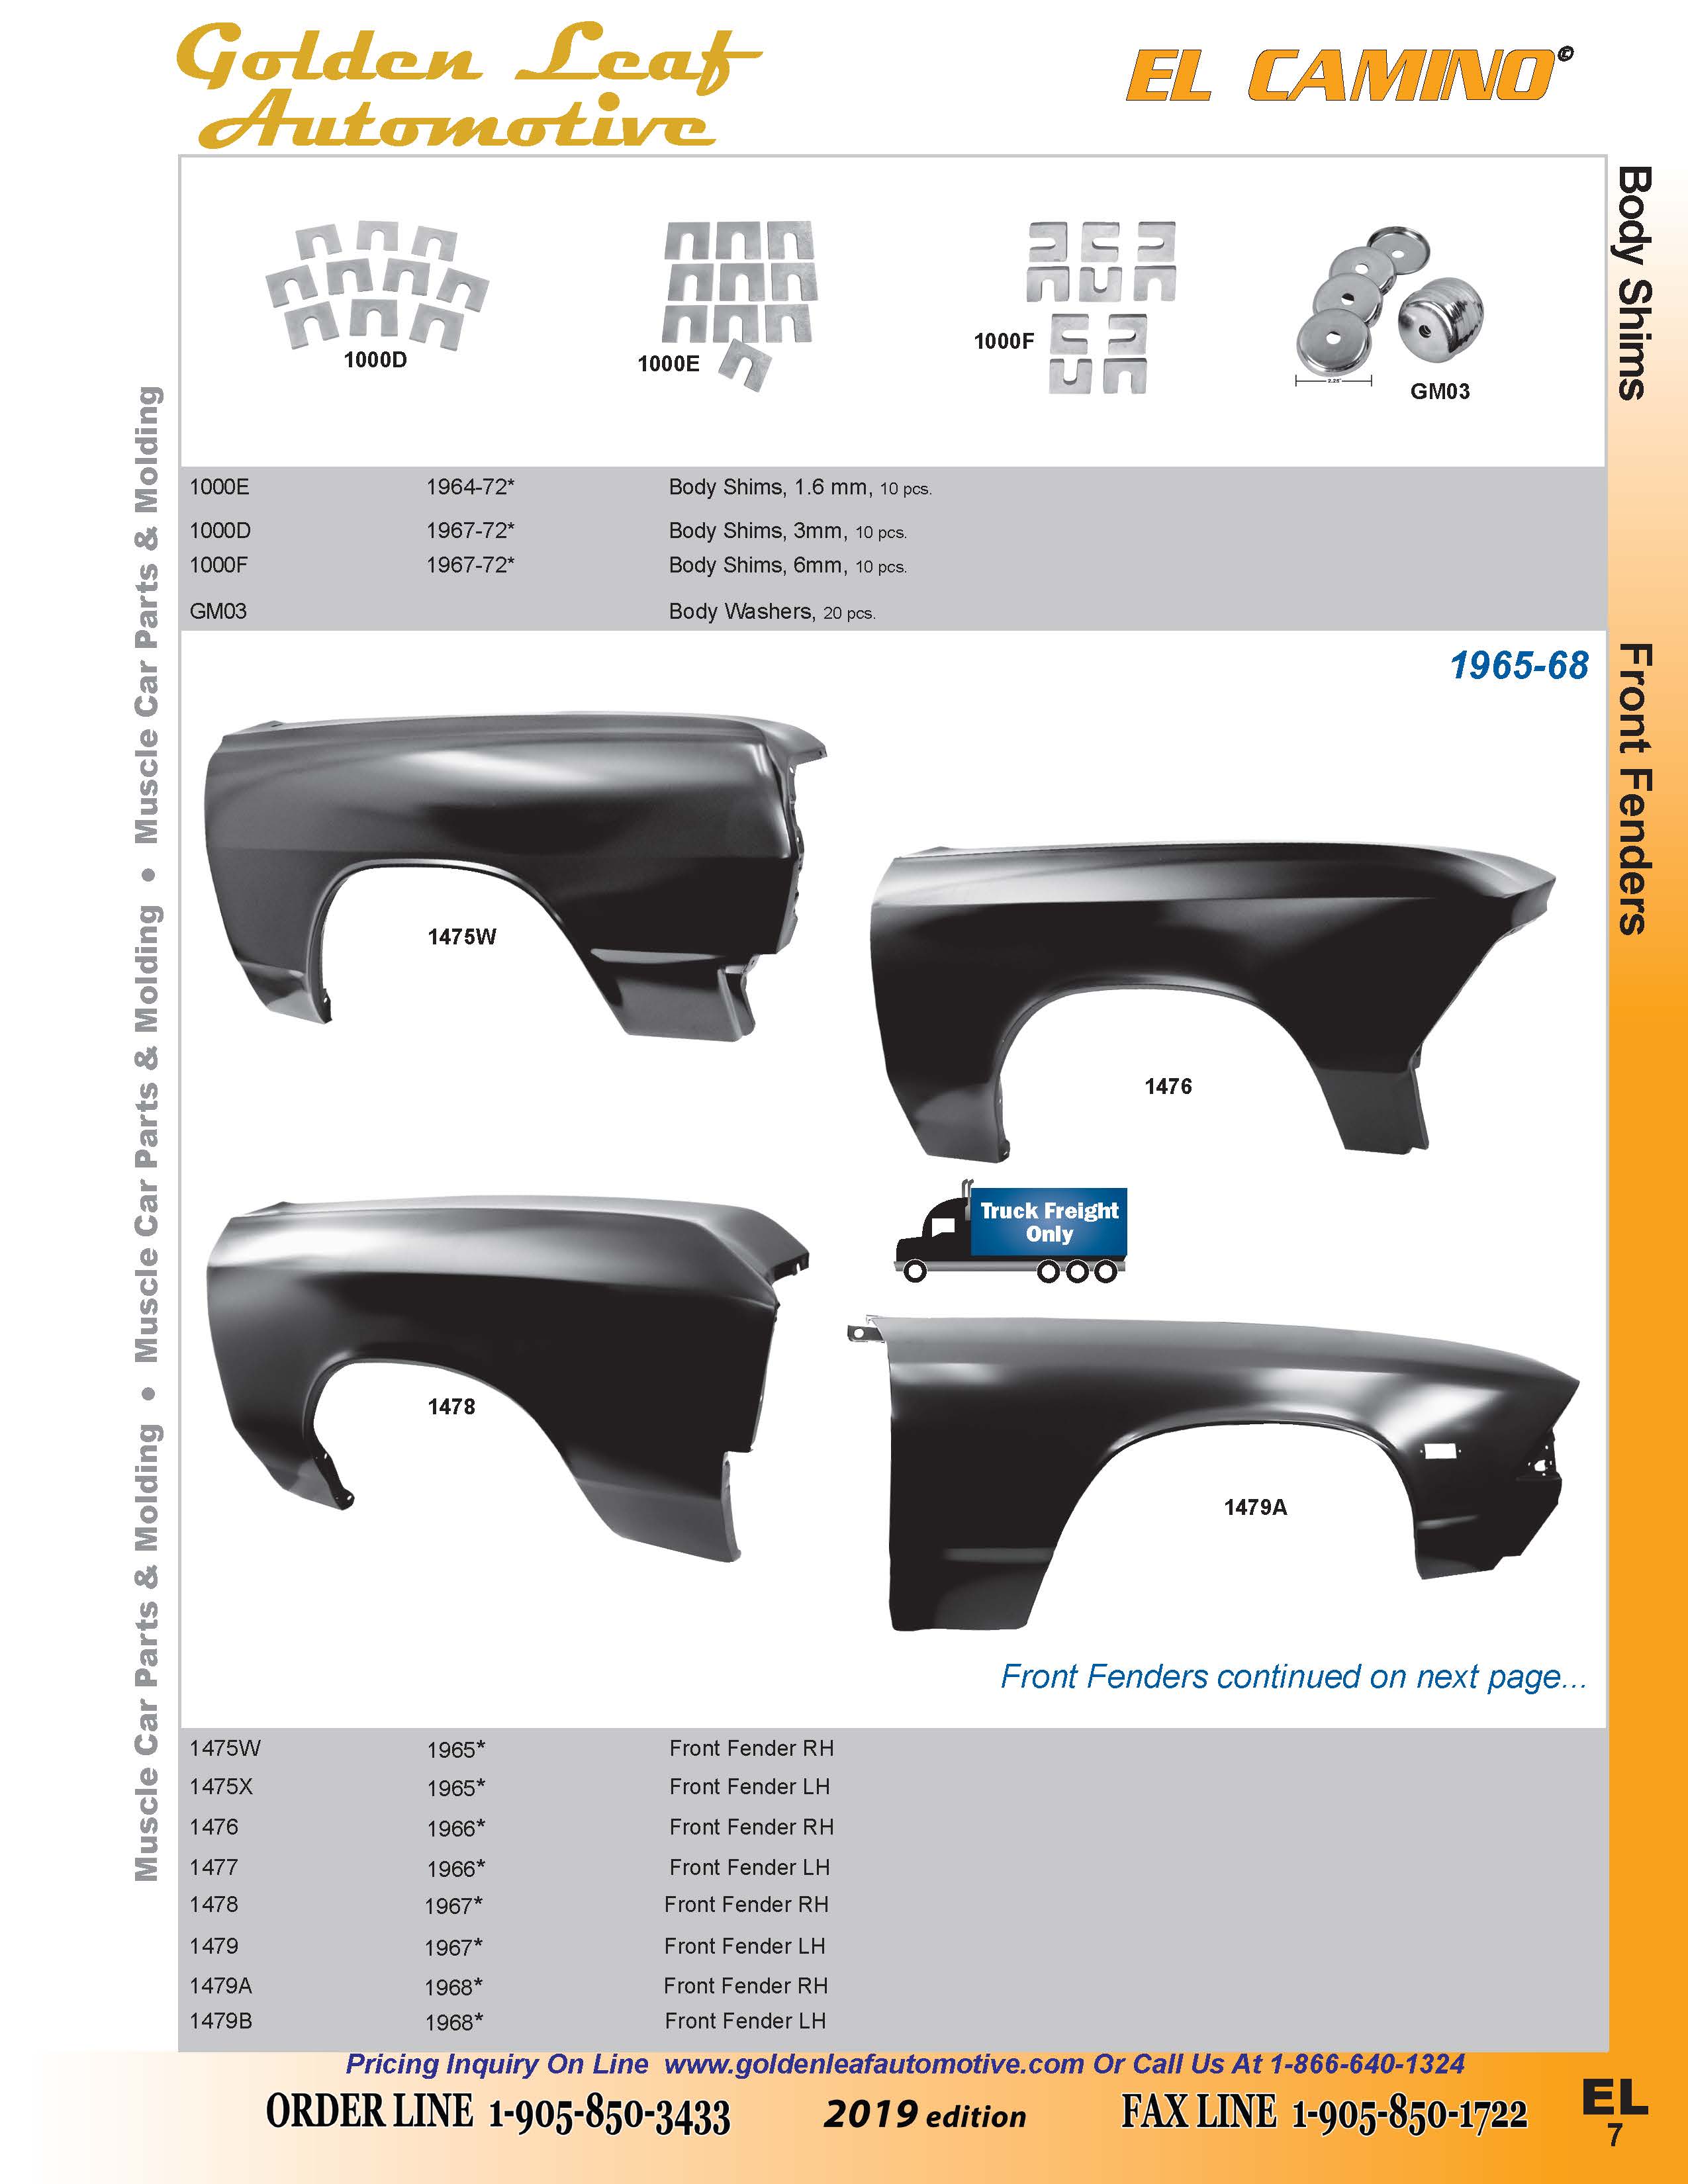 Golden Leaf
Automotive
EL CAMINO©
Body Shims
Front Fenders
Muscle Car Parts & Molding • Muscle Car Parts & Molding • Muscle Car Parts & Molding
1000D
1000E
1000F
2.25"
GM03
1000E 1964-72* Body Shims, 1.6 mm, 10 pcs.
1000D 1967-72* Body Shims, 3mm, 10 pcs.
1000F 1967-72* Body Shims, 6mm, 10 pcs.
GM03 Body Washers, 20 pcs.
1965-68
1475W
1476
Truck Freight
Only
1478
1479A
Front Fenders continued on next page...
1475W 1965* Front Fender RH
1475X 1965* Front Fender LH
1476 1966* Front Fender RH
1477 1966* Front Fender LH
1478 1967* Front Fender RH
1479 1967* Front Fender LH
1479A 1968* Front Fender RH
1479B 1968* Front Fender LH
Pricing Inquiry On Line www.goldenleafautomotive.com Or Call Us At 1-866-640-1324
ORDER LINE 1-905-850-3433 2019 edition FAX LINE 1-905-850-1722
EL
7